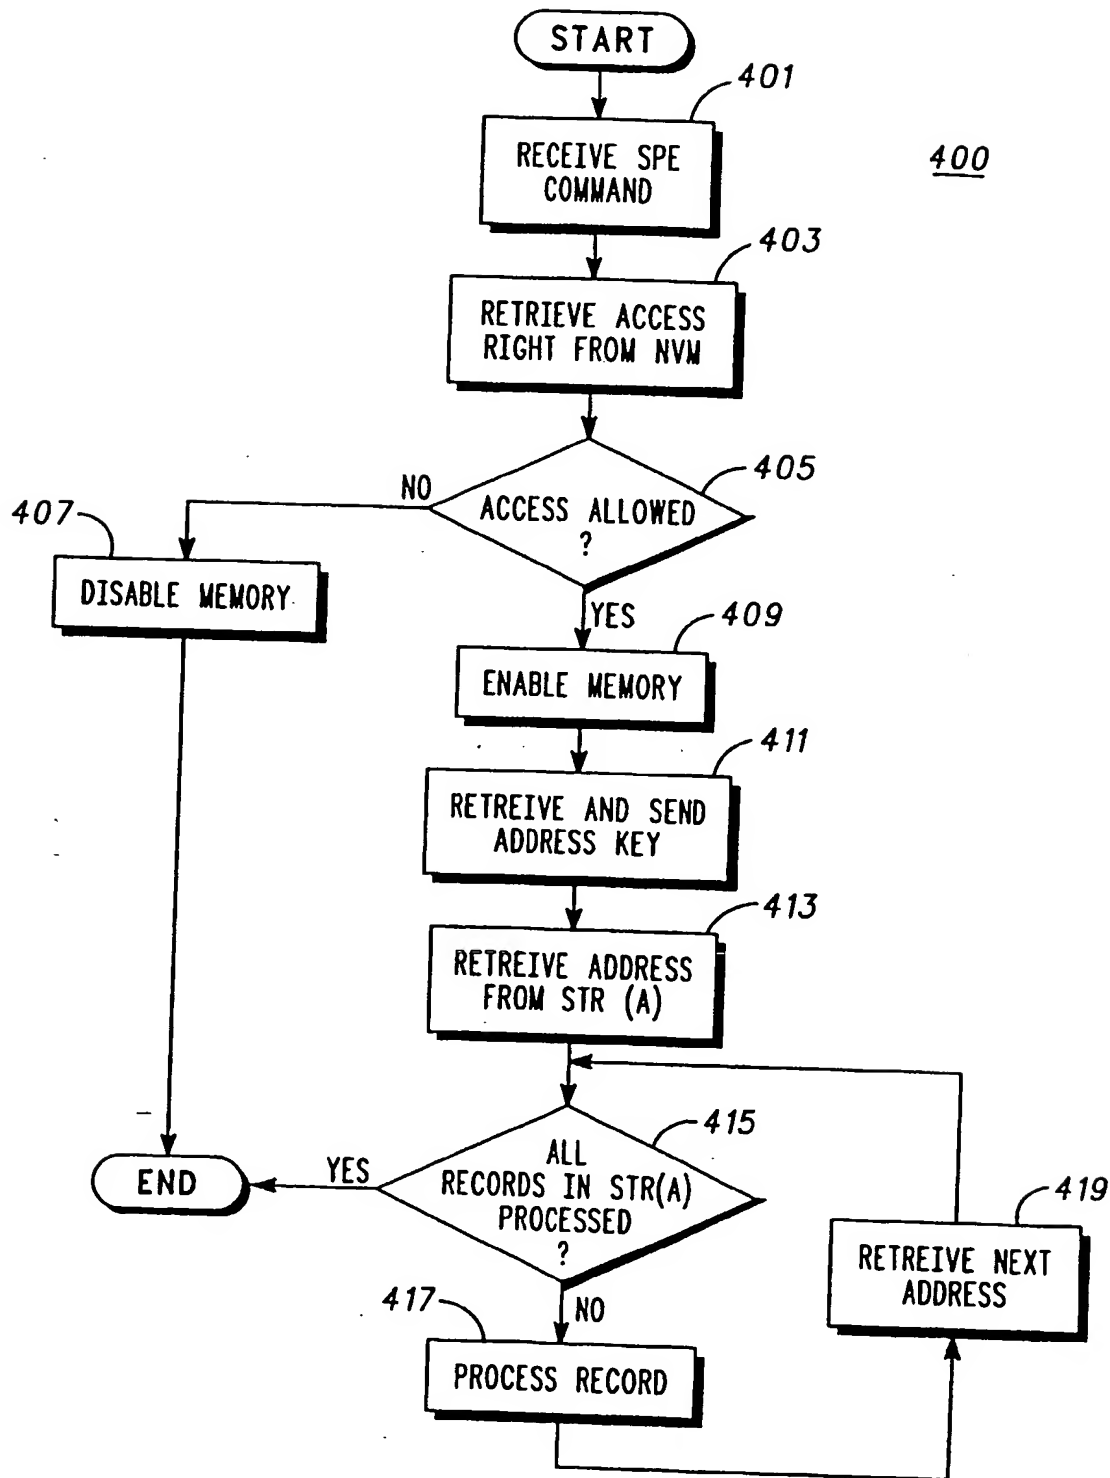 START
401
RECEIVE SPE
COMMAND
400
403
RETRIEVE ACCESS
RIGHT FROM NVM
405
NO
ACCESS ALLOWED
?
407
DISABLE MEMORY
YES
409
ENABLE MEMORY
411
RETREIVE AND SEND
ADDRESS KEY
413
RETREIVE ADDRESS
FROM STR (A)
415
ALL
RECORDS IN STR(A)
PROCESSED
?
YES
END
419
RETREIVE NEXT
ADDRESS
417
NO
PROCESS RECORD